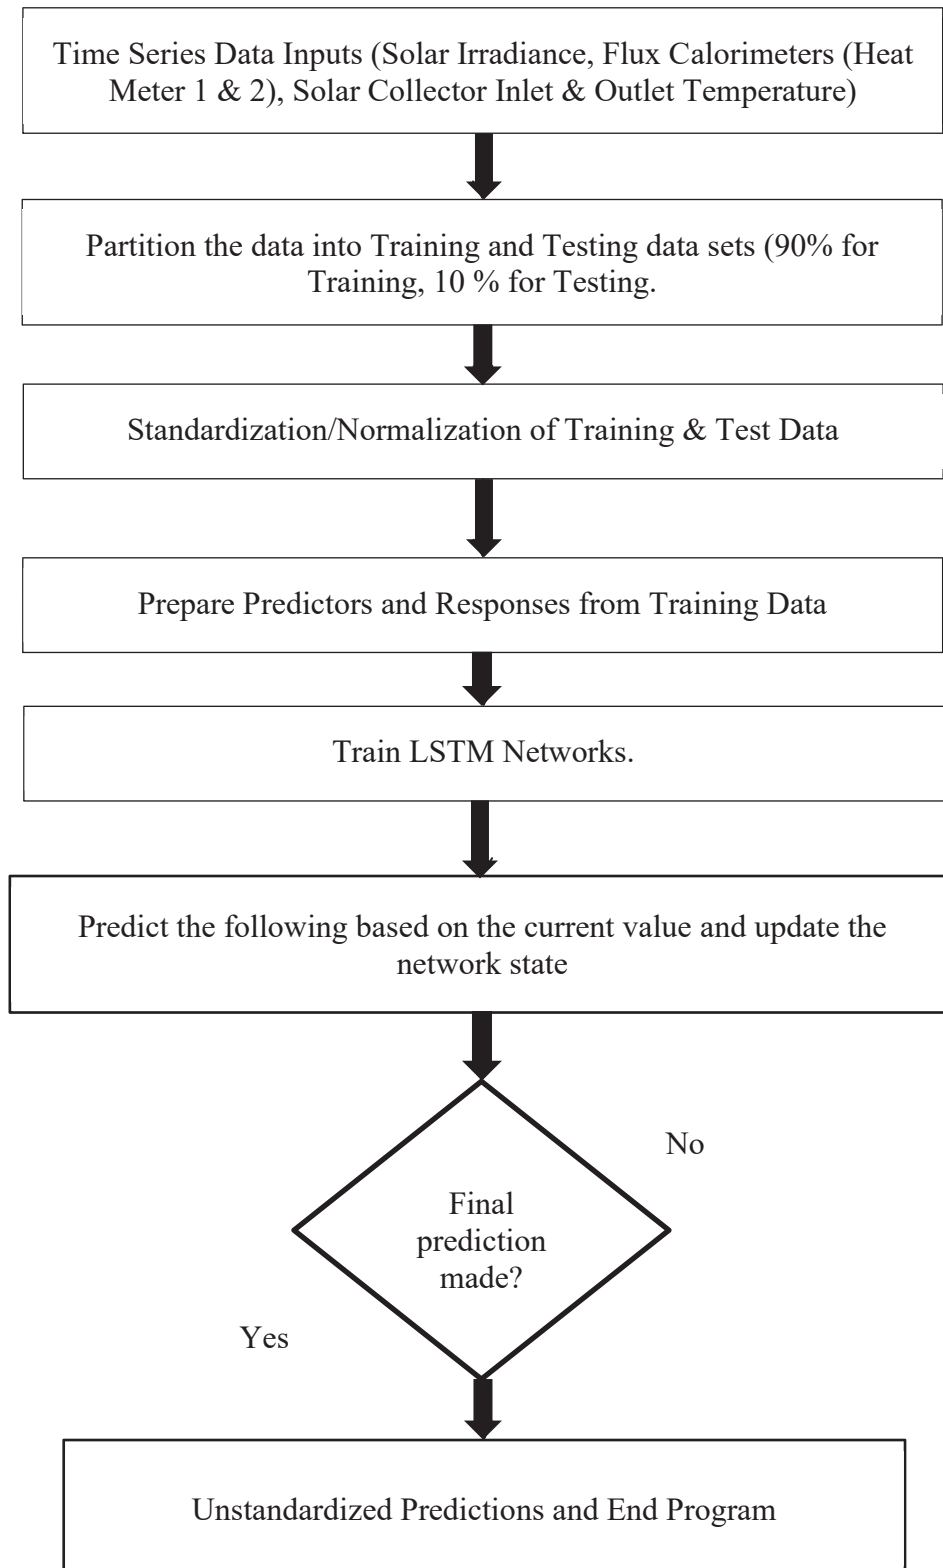 Time Series Data Inputs (Solar Irradiance, Flux Calorimeters (Heat
Meter 1 & 2), Solar Collector Inlet & Outlet Temperature)
Partition the data into Training and Testing data sets (90% for
Training, 10 % for Testing.
Standardization/Normalization of Training & Test Data
Prepare Predictors and Responses from Training Data
Train LSTM Networks.
Predict the following based on the current value and update the
network state
No
Final
prediction
made?
Yes
Unstandardized Predictions and End Program